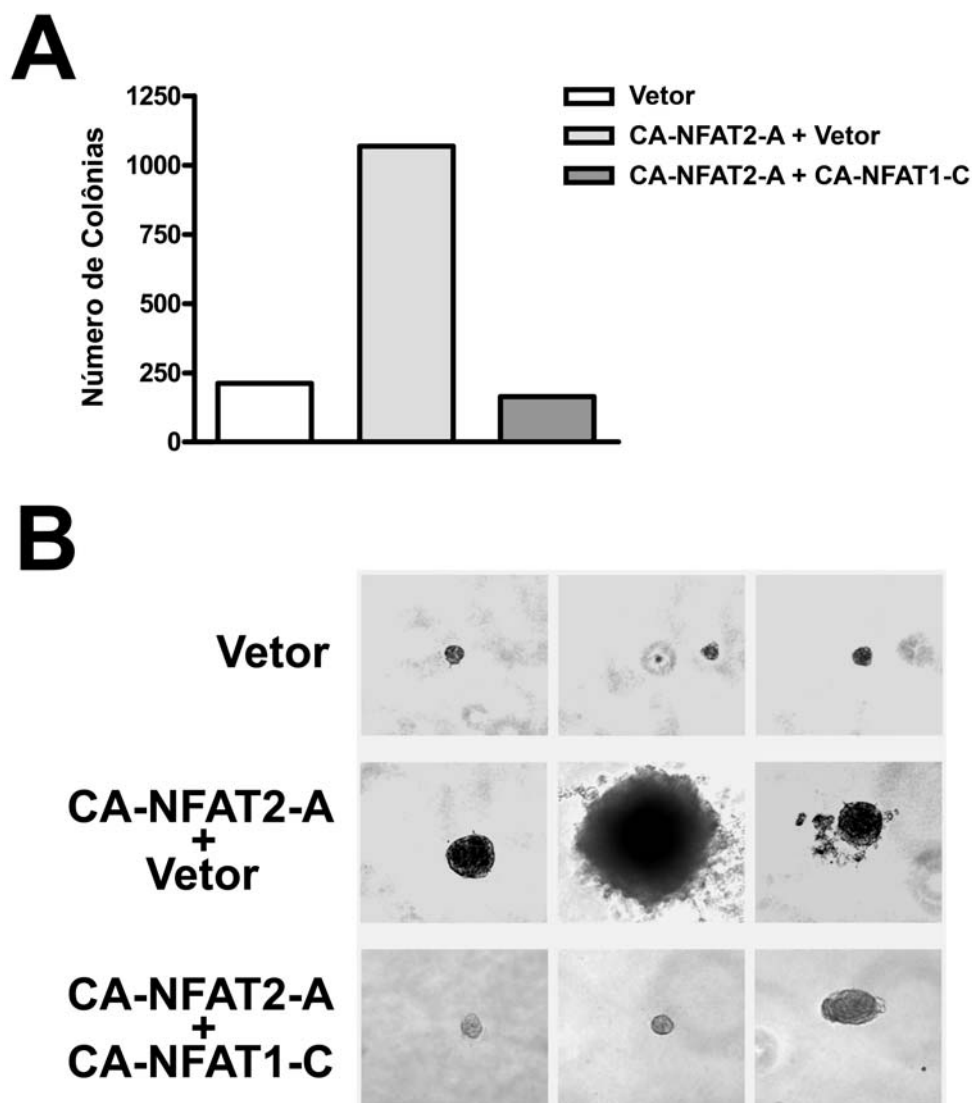 A
1250
1000
750
500
250
0
Número de Colônias
Vetor
CA-NFAT2-A + Vetor
CA-NFAT2-A + CA-NFAT1-C
B
Vetor
CA-NFAT2-A
+
Vetor
CA-NFAT2-A
+
CA-NFAT1-C